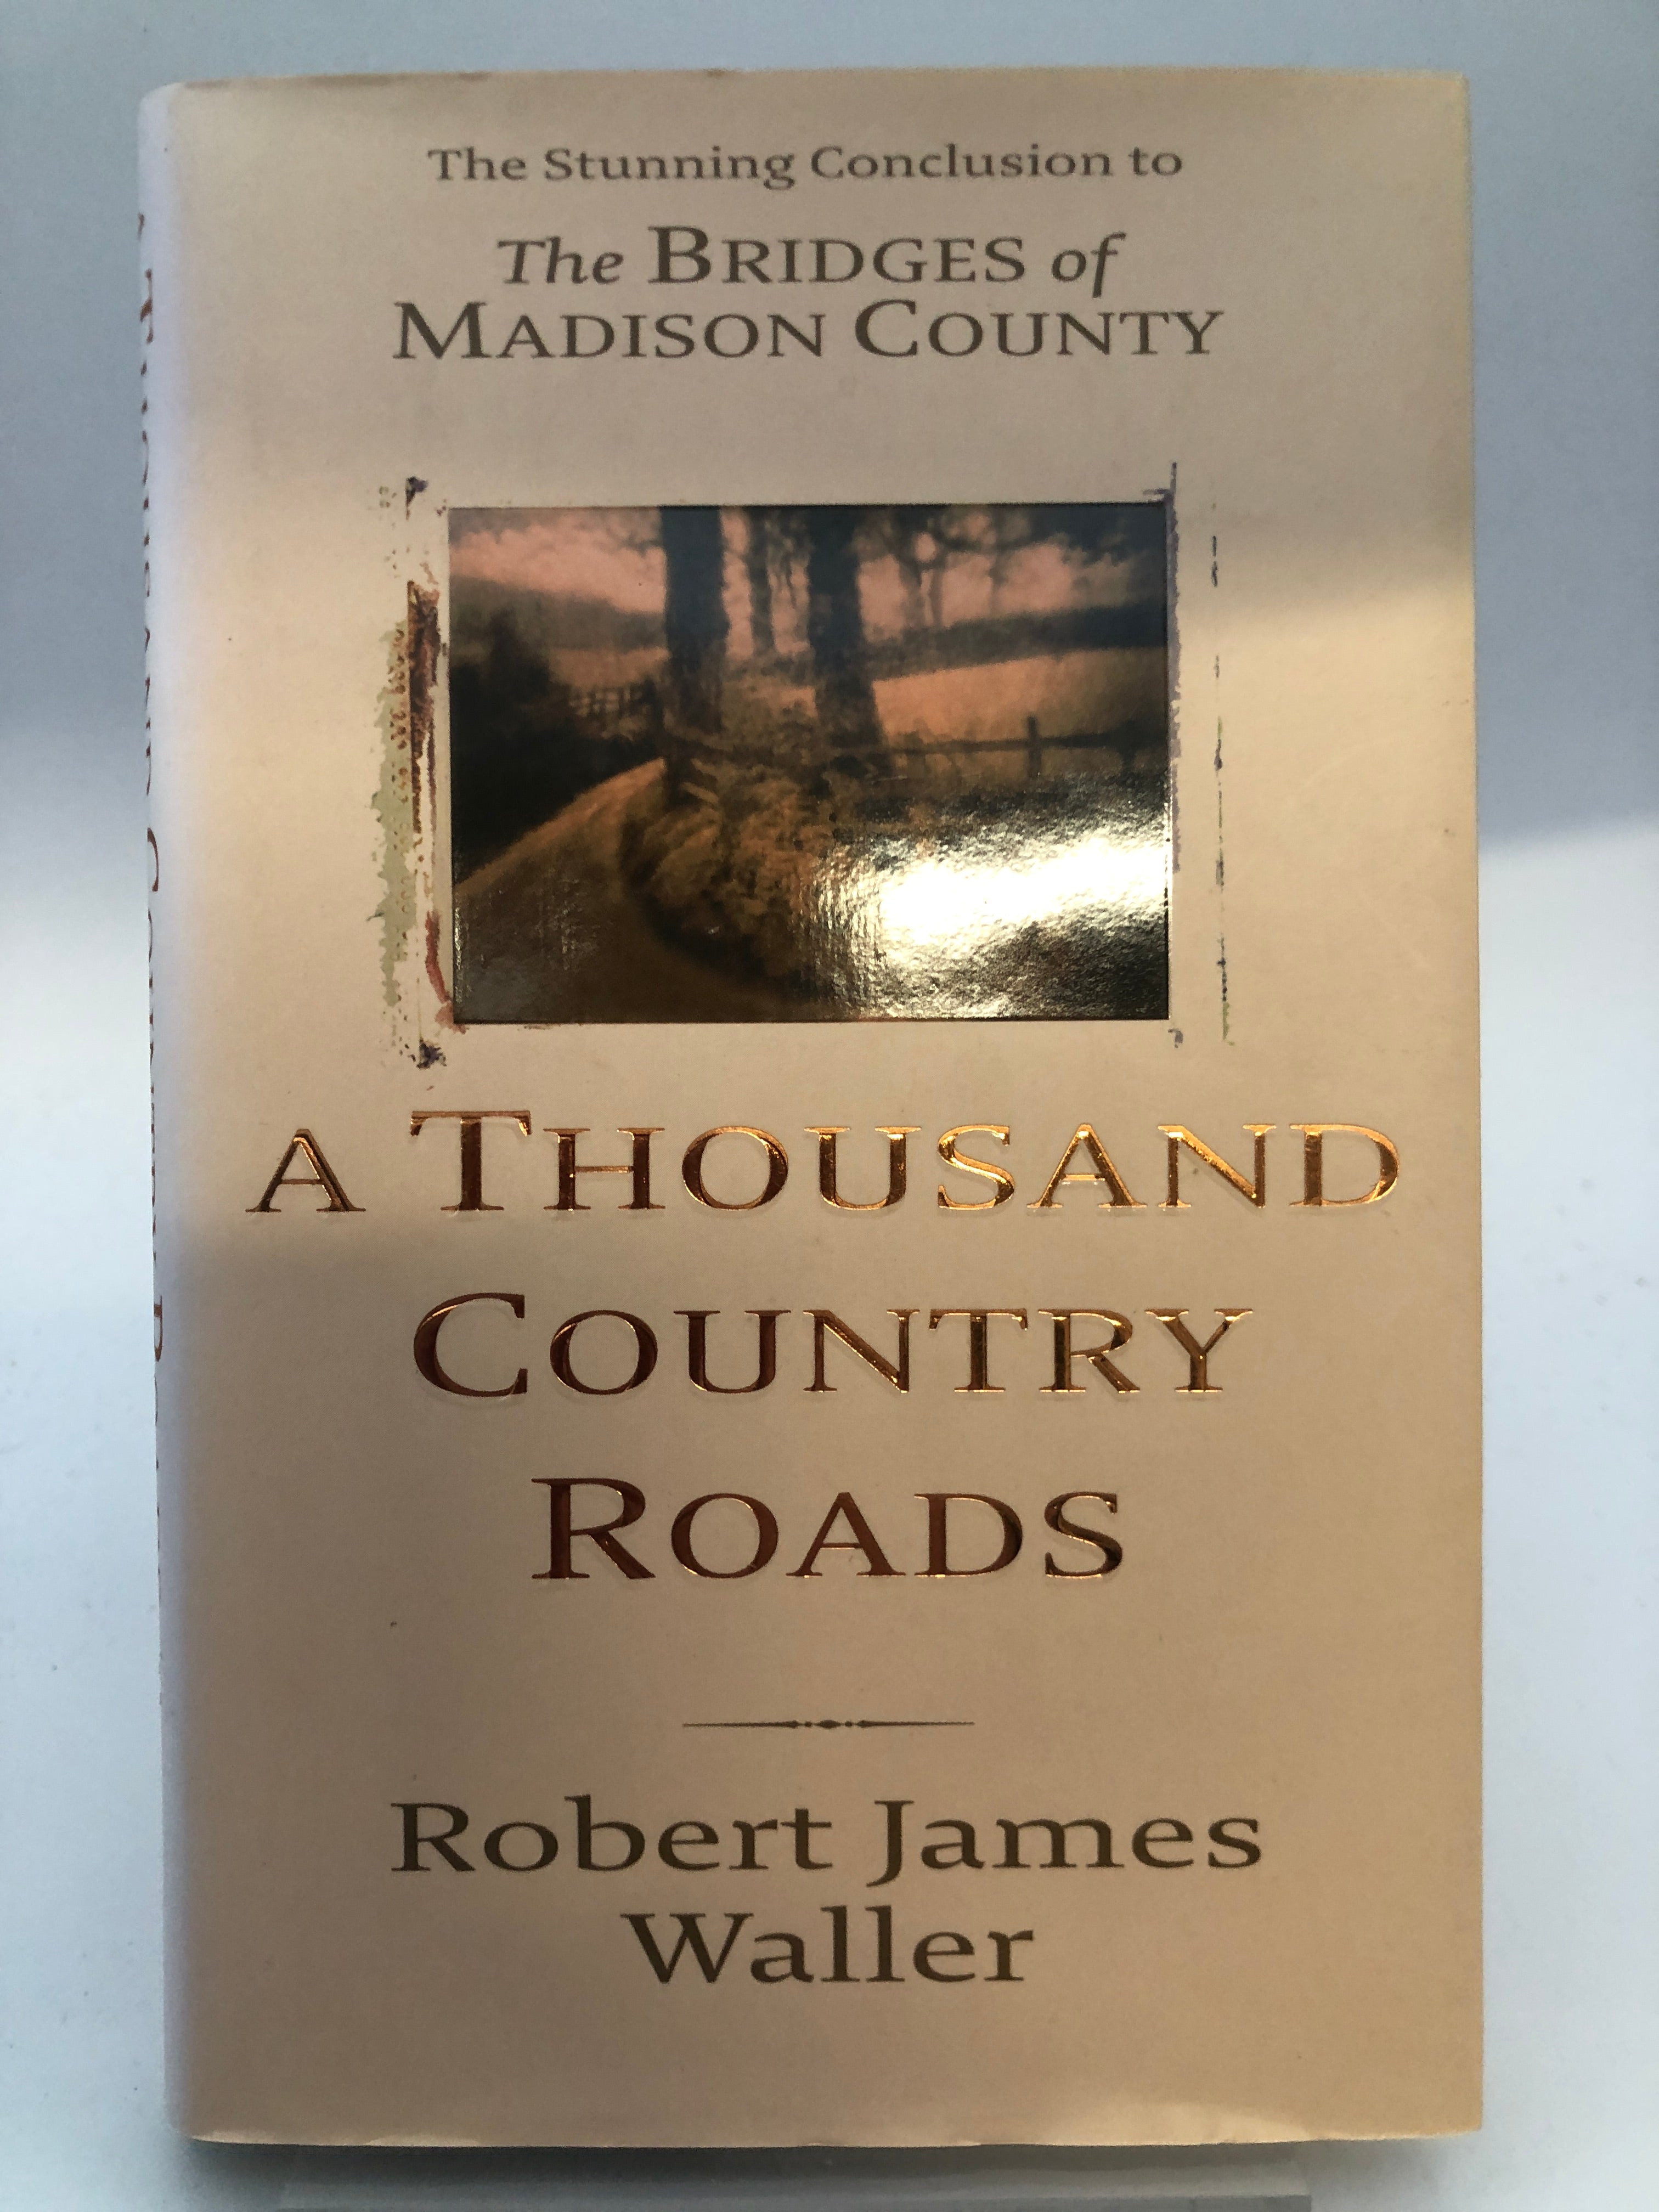 The Stunning Conclusion to
The BRIDGES of
MADISON COUNTY
A THOUSAND
COUNTRY
ROADS
Robert James
Waller